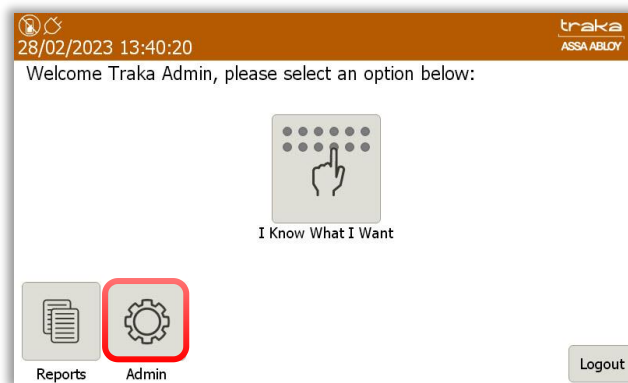 traka
28/02/2023 13:40:20
ASSA ABLOY
Welcome Traka Admin, please select an option below:
I Know What I Want
Reports
Admin
Logout